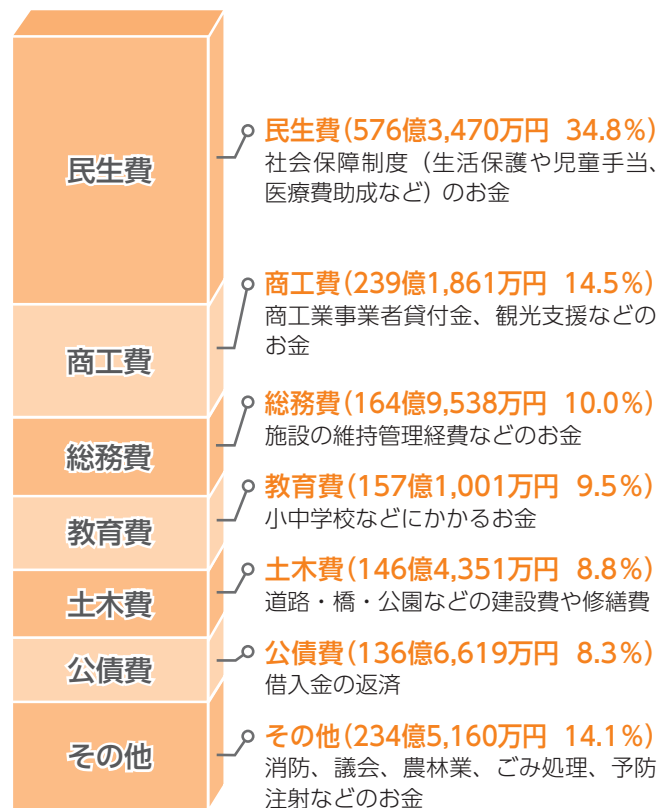 民生費
商工費
総務費
教育費
土木費
公債費
その他
民生費(576億3,470万円 34.8%)
社会保障制度(生活保護や児童手当、
医療費助成など)のお金
商工費(239億1,861万円 14.5%)
商工業事業者貸付金、観光支援などの
お金
総務費(164億9,538万円 10.0%)
施設の維持管理経費などのお金
教育費(157億1,001万円 9.5%)
小中学校などにかかるお金
土木費(146億4,351万円 8.8%)
道路・橋・公園などの建設費や修繕費
公債費(136億6,619万円 8.3%)
借入金の返済
その他(234億5,160万円 14.1%)
消防、議会、農林業、ごみ処理、予防
注射などのお金